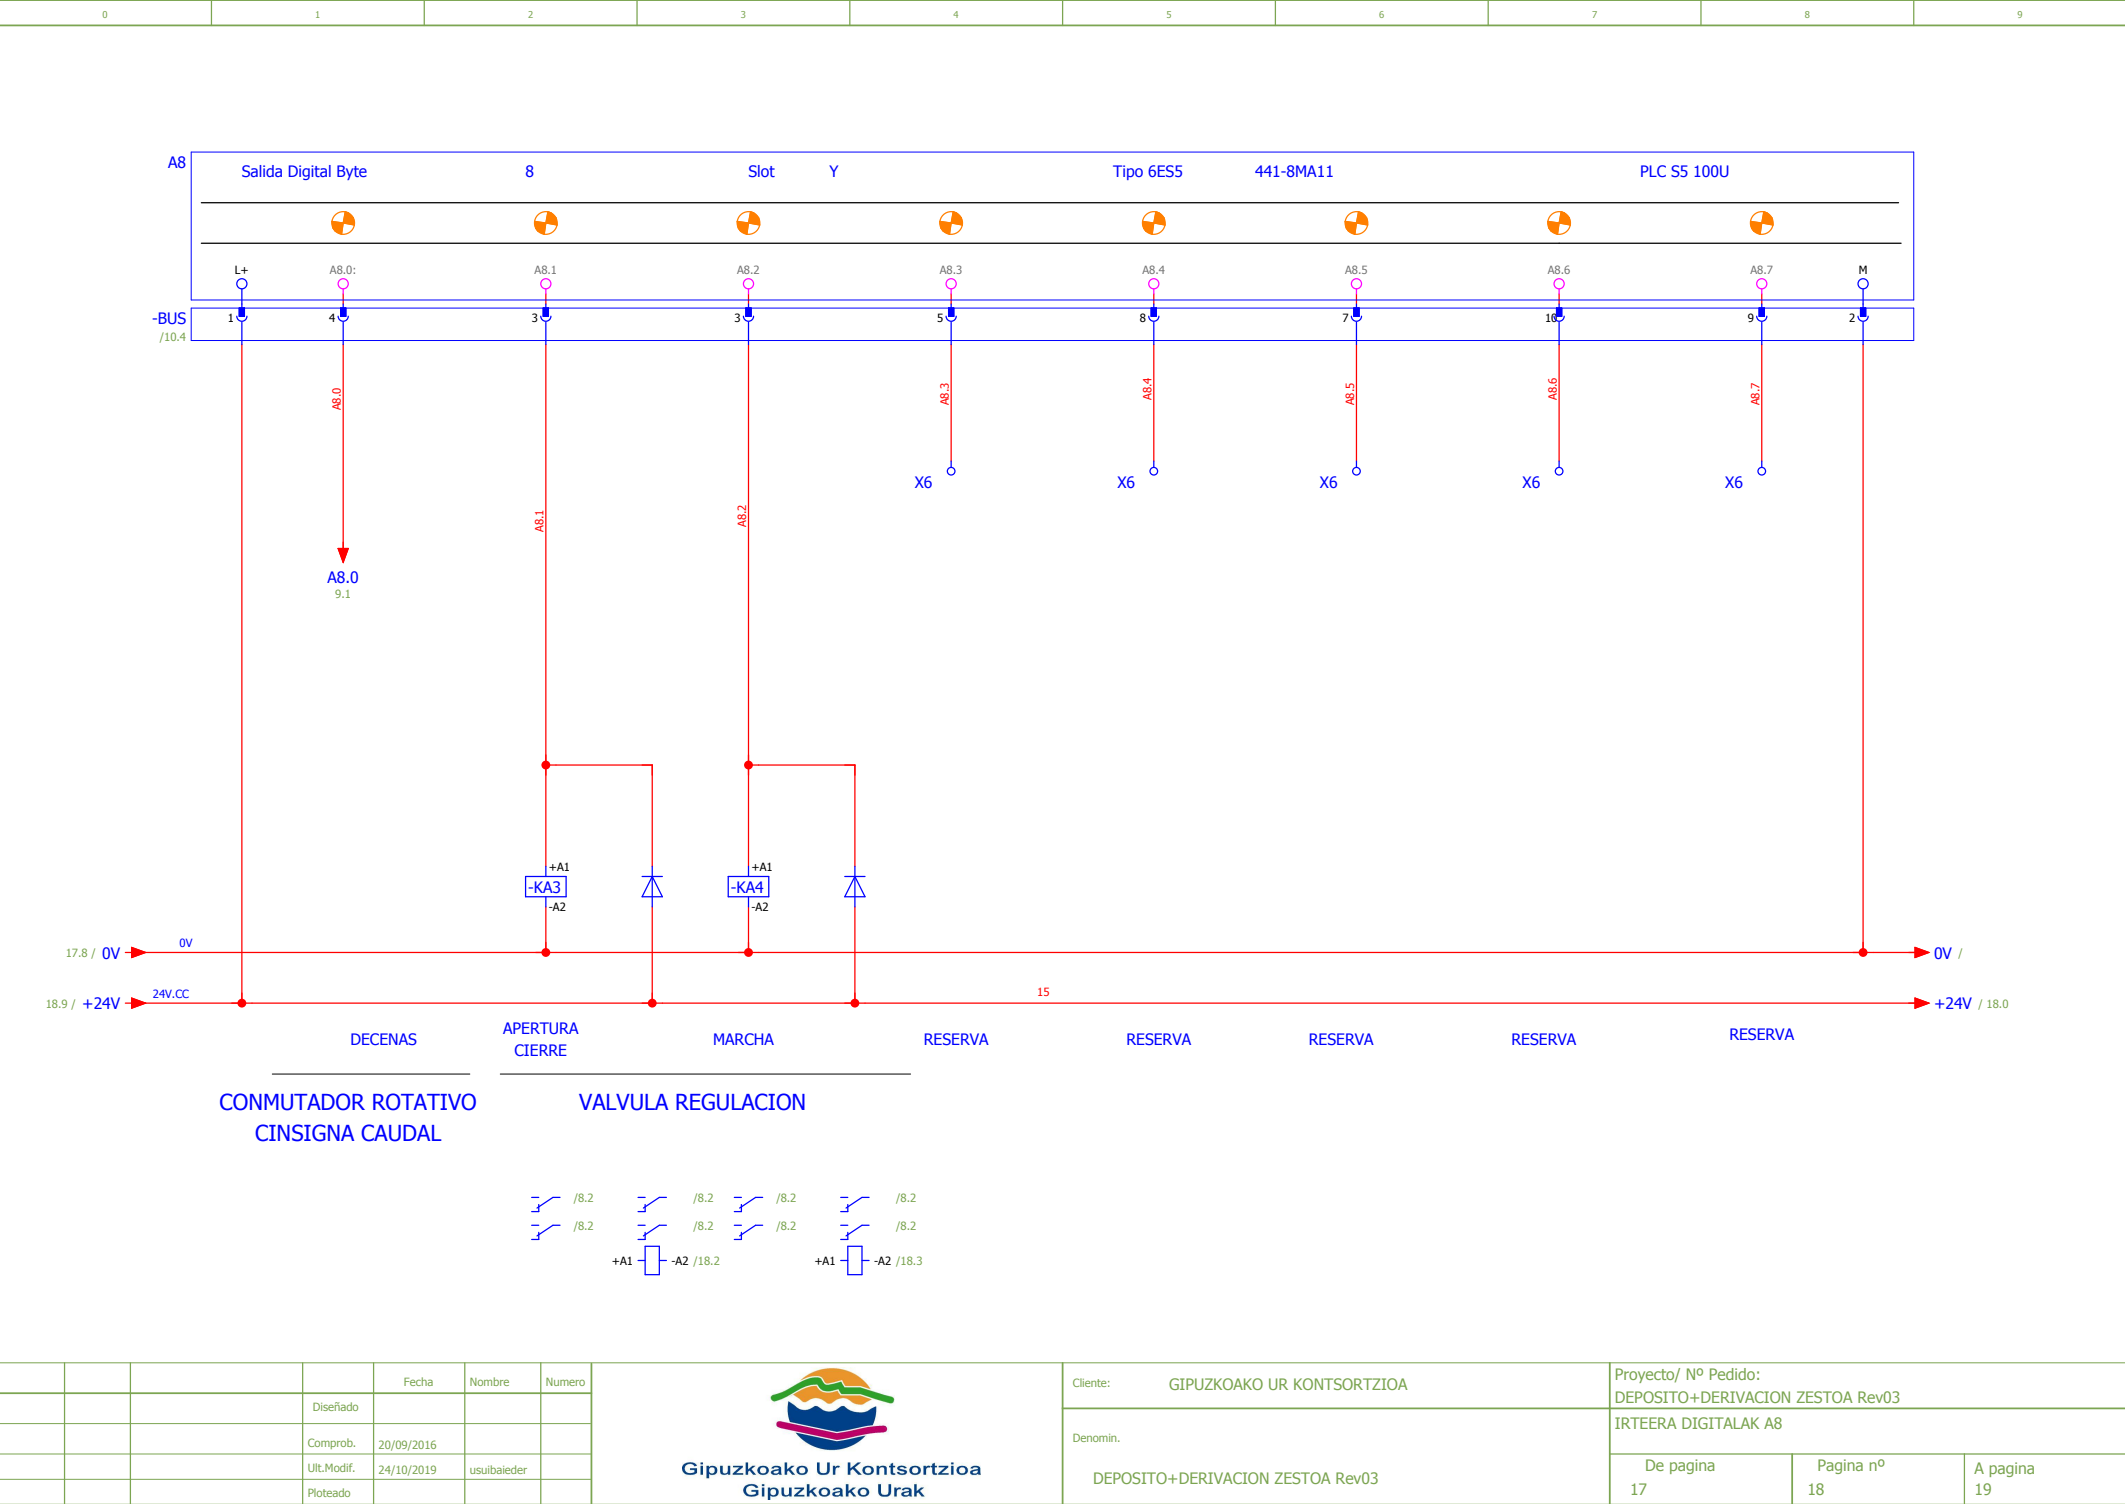 0 1 2 3 4 5 6 7 8 9
A8 Salida Digital Byte 8 Slot Y Tipo 6ES5 441-8MA11 PLC S5 100U
L+ A8.0: A8.1 A8.2 A8.3 A8.4 A8.5 A8.6 A8.7 M
-BUS 1 4 3 3 5 8 7 10 9 2
/10.4
A8.0 A8.3 A8.4 A8.5 A8.6 A8.7
X6 X6 X6 X6 X6
A8.1 A8.2
A8.0
9.1
+A1 +A1
-KA3 -KA4
-A2 -A2
0V
17.8 / 0V 0V /
24V.CC 15
18.9 / +24V +24V / 18.0
DECENAS APERTURA MARCHA RESERVA RESERVA RESERVA RESERVA RESERVA
CIERRE
CONMUTADOR ROTATIVO VALVULA REGULACION
CINSIGNA CAUDAL
/8.2 /8.2 /8.2 /8.2
/8.2 /8.2 /8.2 /8.2
+A1 -A2 /18.2 +A1 -A2 /18.3
Fecha Nombre Numero
Diseñado
Comprob. 20/09/2016
Ult.Modif. 24/10/2019 usuibaieder
Ploteado
Gipuzkoako Ur Kontsortzioa
Gipuzkoako Urak
Cliente: GIPUZKOAKO UR KONTSORTZIOA
Denomin.
DEPOSITO+DERIVACION ZESTOA Rev03
Proyecto/ Nº Pedido:
DEPOSITO+DERIVACION ZESTOA Rev03
IRTEERA DIGITALAK A8
De pagina Pagina nº A pagina
17 18 19